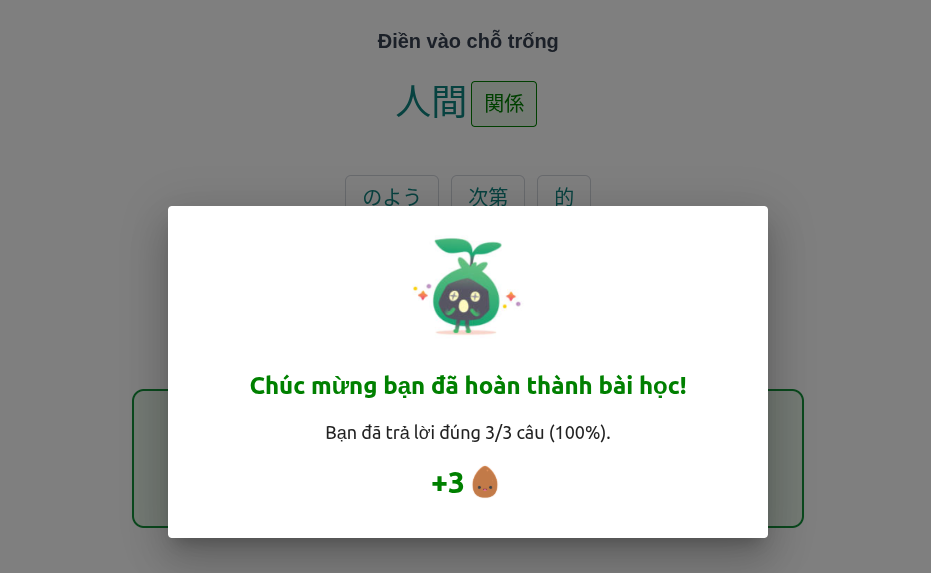 Điền vào chỗ trống
人間 関係
のよう 次第 的
Chúc mừng bạn đã hoàn thành bài học!
Bạn đã trả lời đúng 3/3 câu (100%).
+3